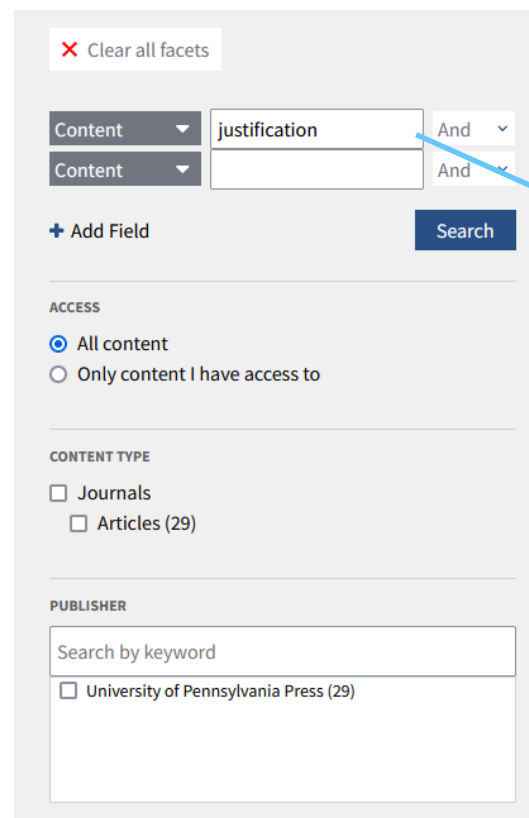 Clear all facets
Content justification And
Content And
Add Field Search
ACCESS
All content
Only content I have access to
CONTENT TYPE
Journals
Articles (29)
PUBLISHER
Search by keyword
University of Pennsylvania Press (29)